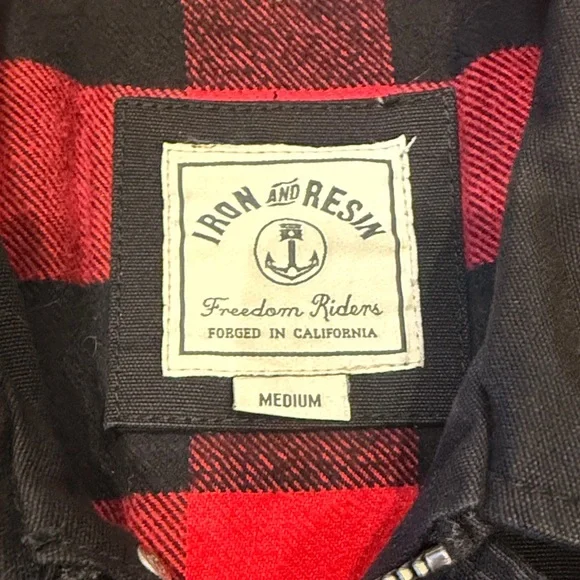 IRON AND RESIN
Freedom Riders
FORGED IN CALIFORNIA
MEDIUM